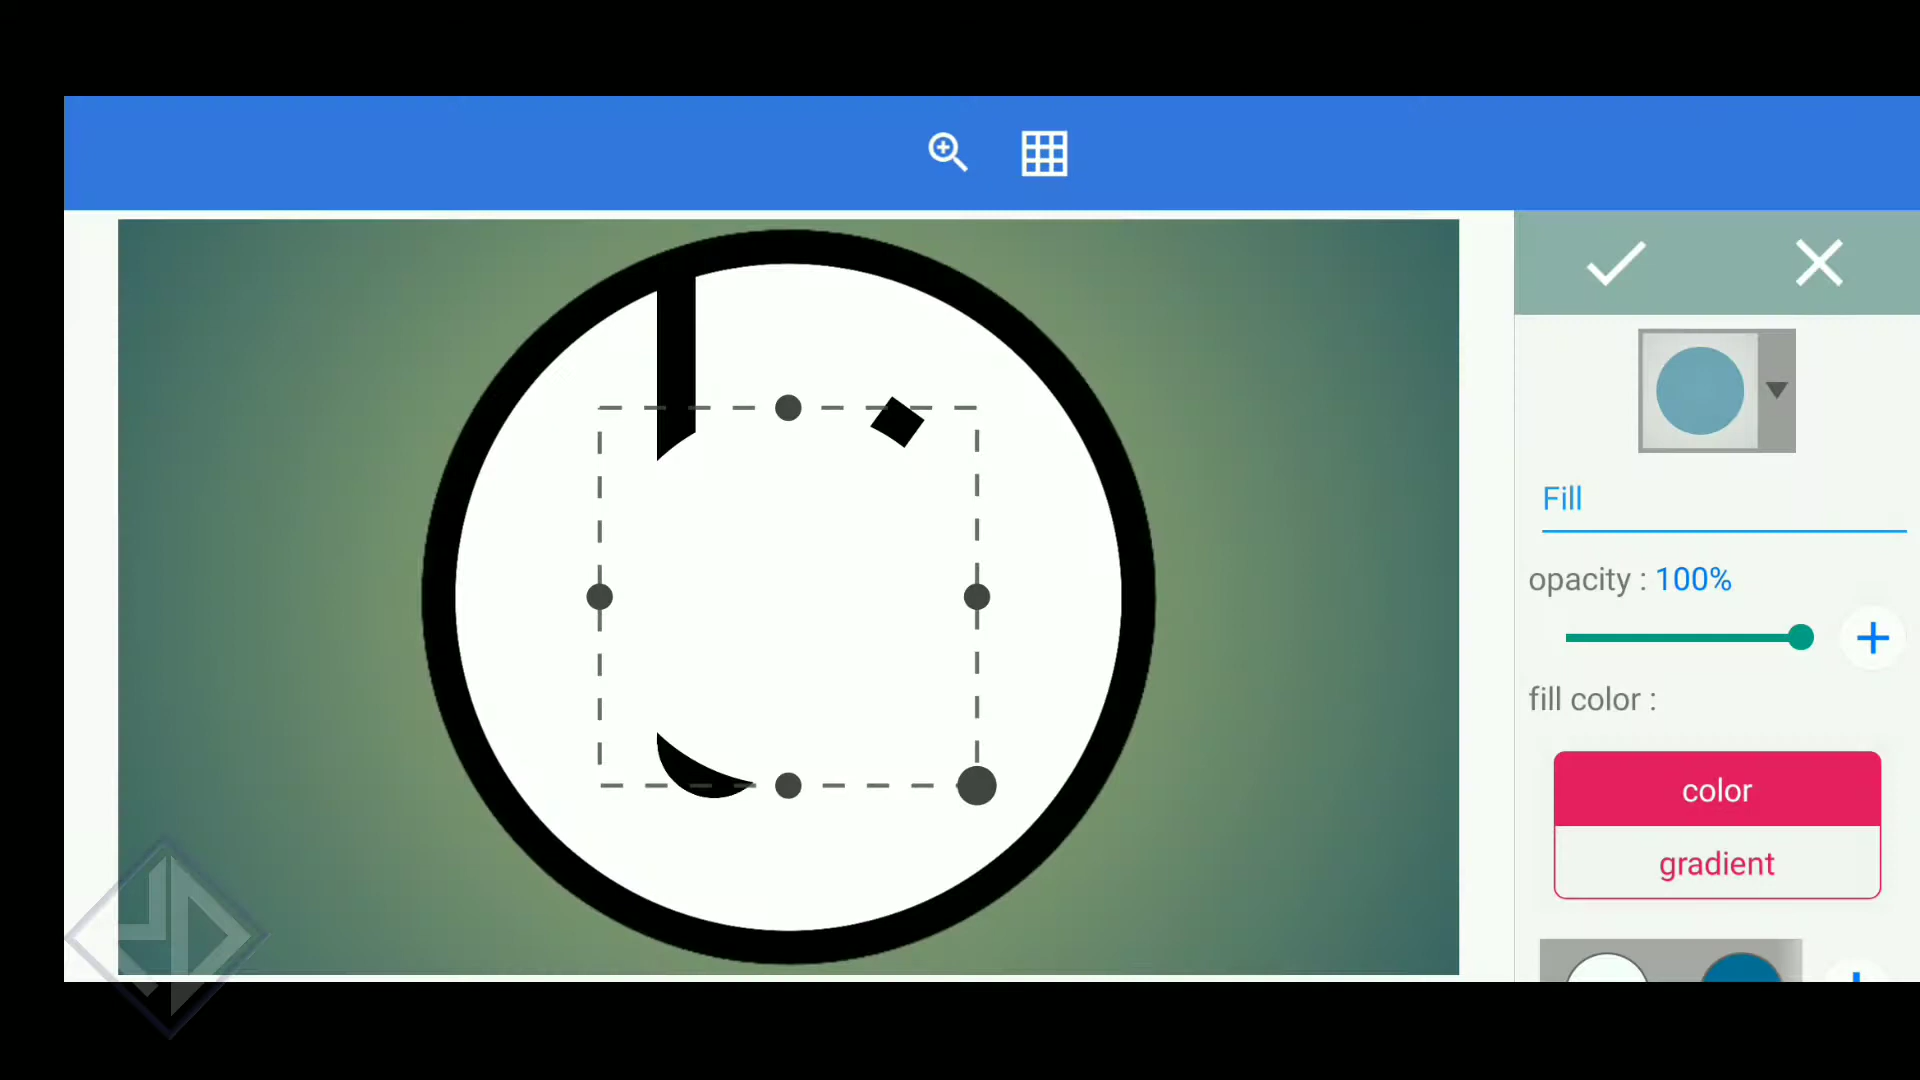 Fill
opacity : 100%
fill color :
color
gradient